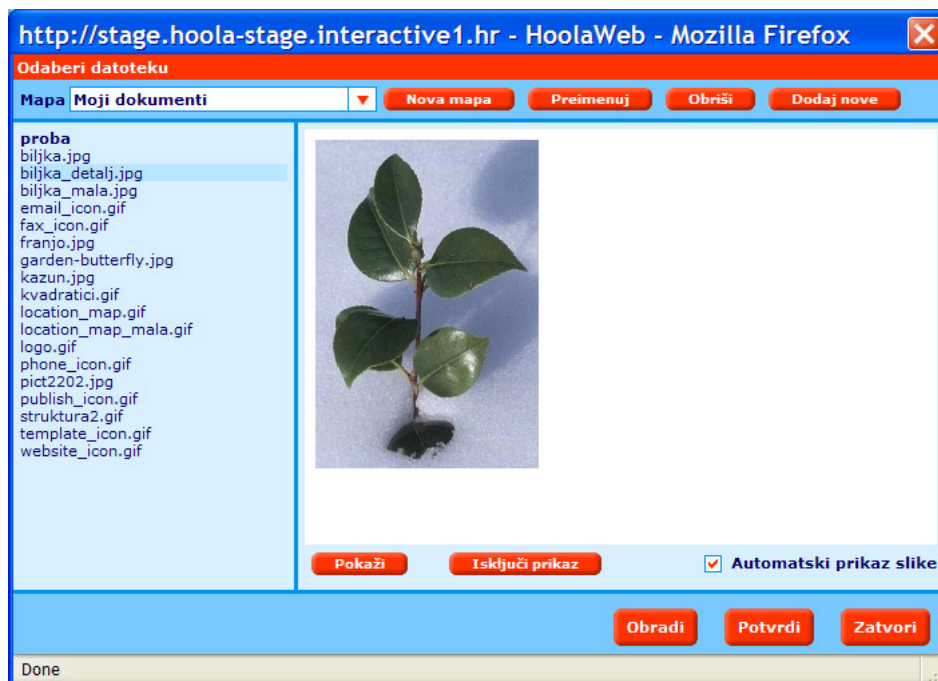 http://stage.hoola-stage.interactive1.hr - HoolaWeb - Mozilla Firefox
Odaberi datoteku
Mapa Moji dokumenti Nova mapa Preimenuj Obriši Dodaj nove
proba
biljka.jpg
biljka_detalj.jpg
biljka_mala.jpg
email_icon.gif
fax_icon.gif
franjo.jpg
garden-butterfly.jpg
kazun.jpg
kvadratici.gif
location_map.gif
location_map_mala.gif
logo.gif
phone_icon.gif
pict2202.jpg
publish_icon.gif
struktura2.gif
template_icon.gif
website_icon.gif
Pokaži Isključi prikaz Automatski prikaz slike
Obradi Potvrdi Zatvori
Done